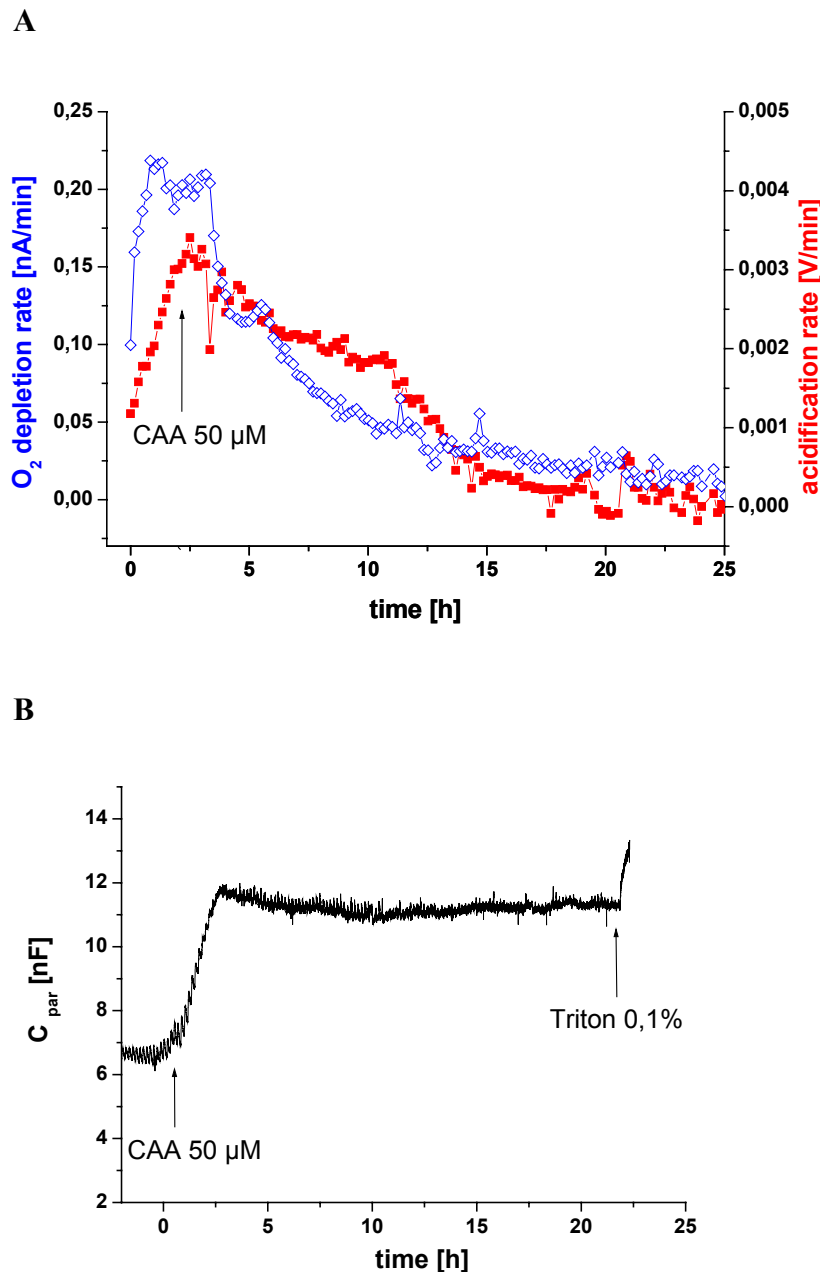 A
0,25
0,20
0,15
0,10
0,05
0,00
O2 depletion rate [nA/min]
0,005
0,004
0,003
0,002
0,001
0,000
acidification rate [V/min]
CAA 50 µM
0 5 10 15 20 25
time [h]
B
14
12
10
8
6
4
2
C par [nF]
CAA 50 µM
Triton 0,1%
0 5 10 15 20 25
time [h]